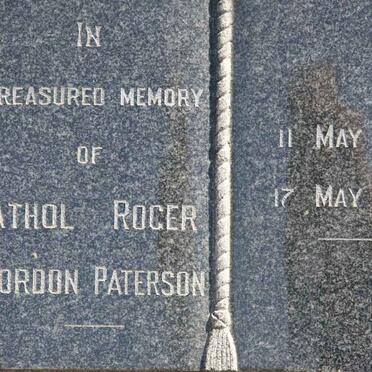 IN
REASURED MEMORY
OF
ATHOL ROGER
ORDON PATERSON
11 MAY
17 MAY